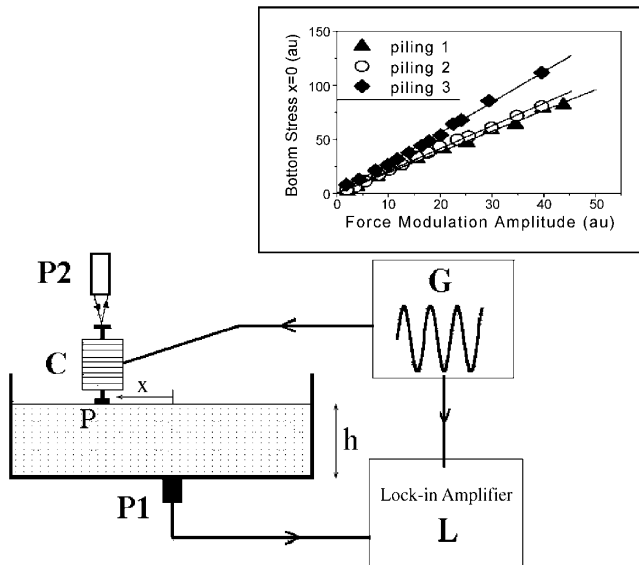 150
100
50
0
Bottom Stress x=0 (au)
piling 1
piling 2
piling 3
0 10 20 30 40 50
Force Modulation Amplitude (au)
P2
G
C
x
P
h
P1
Lock-in Amplifier
L